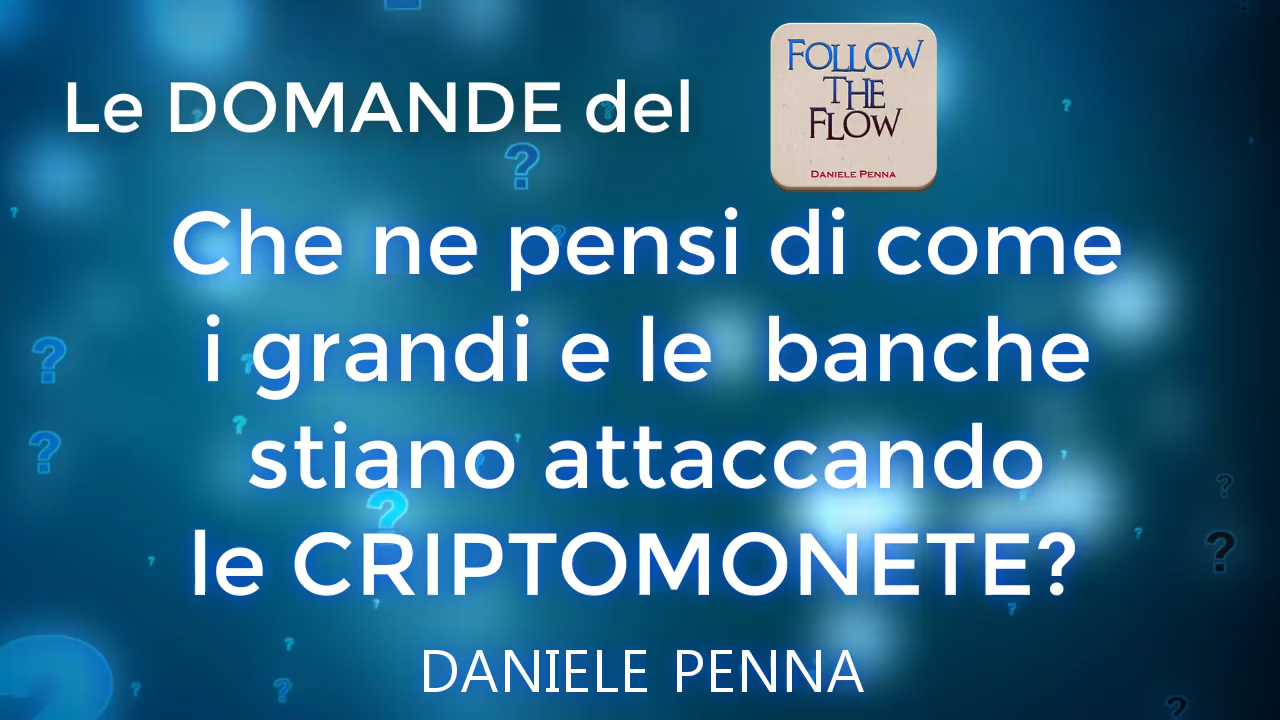 Le DOMANDE del
FOLLOW
THE
FLOW
DANIELE PENNA
Che ne pensi di come
i grandi e le banche
stiano attaccando
le CRIPTOMONETE?
DANIELE PENNA